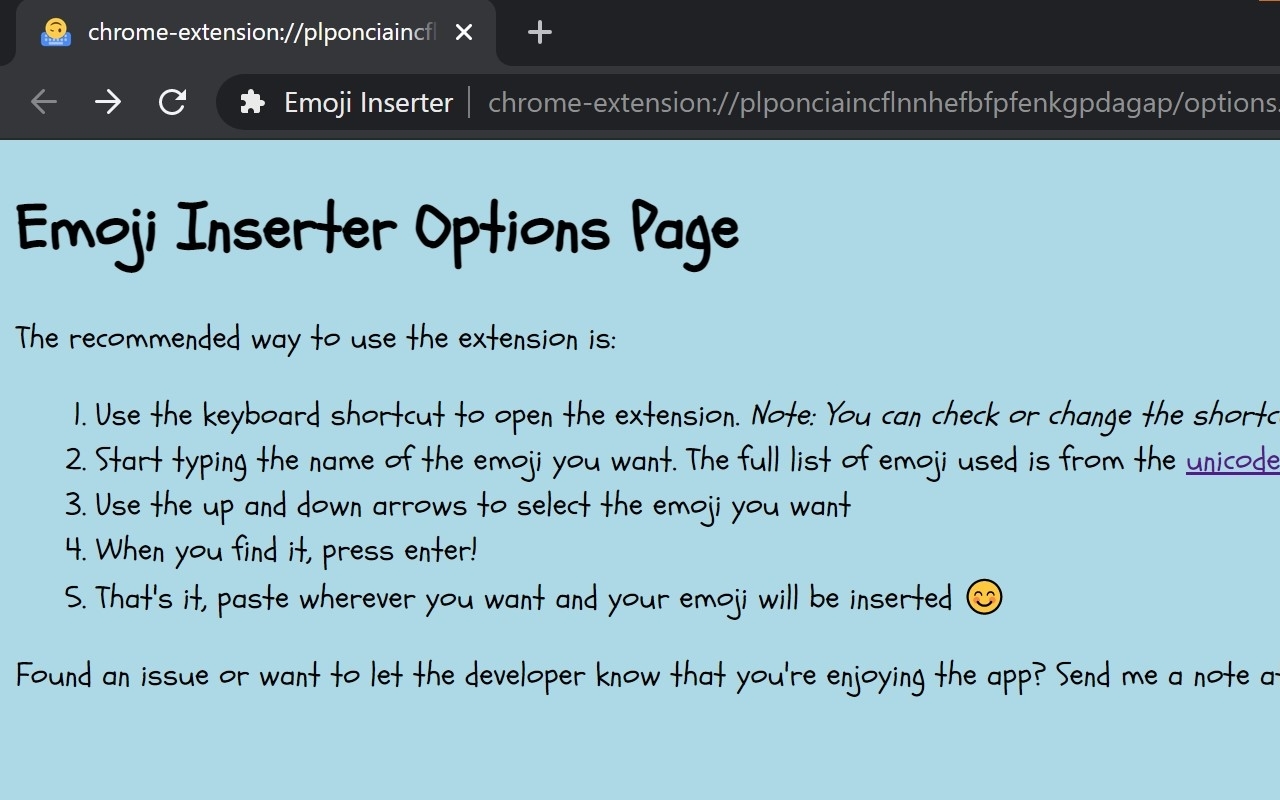 chrome-extension://plponciaincfl
Emoji Inserter | chrome-extension://plponciaincflnnhefbfpfenkgpdagap/options.
Emoji Inserter Options Page
The recommended way to use the extension is:
1. Use the keyboard shortcut to open the extension. Note: You can check or change the shortc
2. Start typing the name of the emoji you want. The full list of emoji used is from the unicode
3. Use the up and down arrows to select the emoji you want
4. When you find it, press enter!
5. That's it, paste wherever you want and your emoji will be inserted 😊
Found an issue or want to let the developer know that you're enjoying the app? Send me a note a